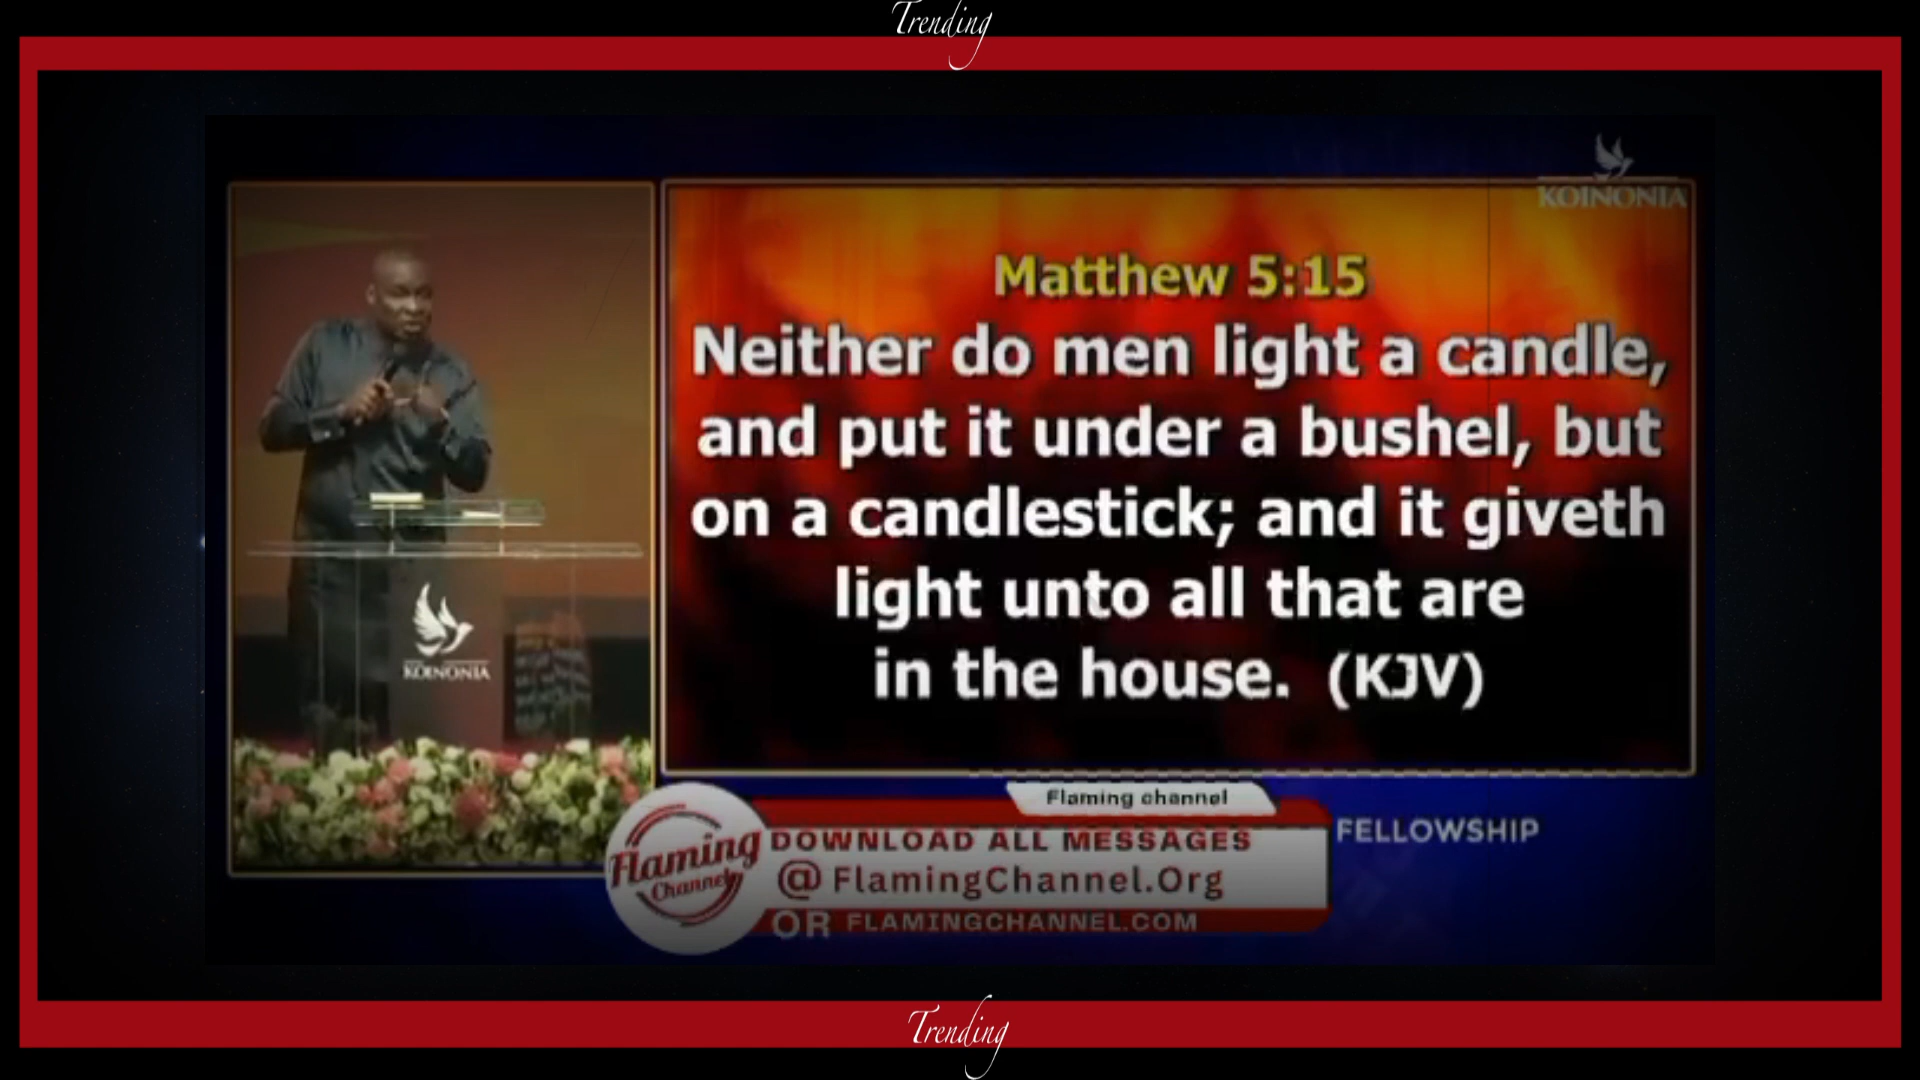 Trending
KOINONIA
Matthew 5:15
Neither do men light a candle,
and put it under a bushel, but
on a candlestick; and it giveth
light unto all that are
in the house. (KJV)
KOINONIA
Flaming channel
Flaming
Channel
DOWNLOAD ALL MESSAGES
@ FlamingChannel.Org
OR FLAMINGCHANNEL.COM
FELLOWSHIP
Trending